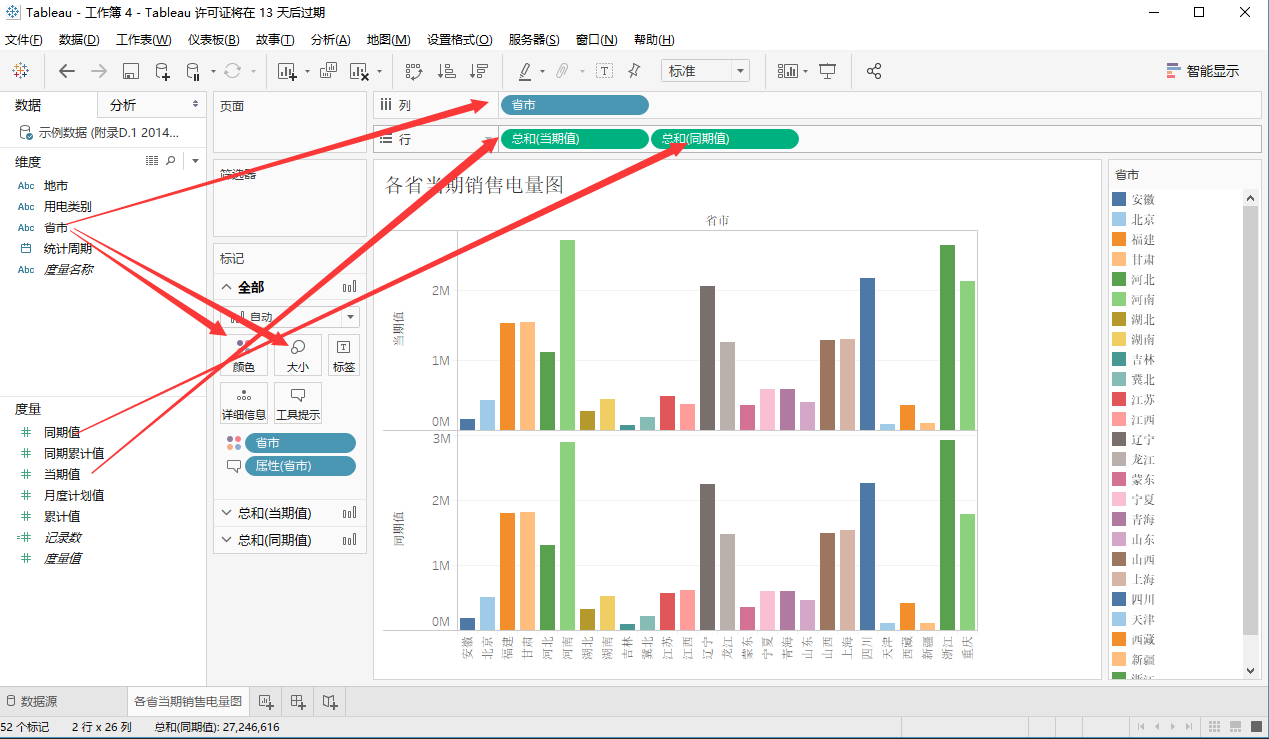 Tableau - 工作簿 4 - Tableau 许可证将在 13 天后过期
文件(F) 数据(D) 工作表(W) 仪表板(B) 故事(T) 分析(A) 地图(M) 设置格式(O) 服务器(S) 窗口(N) 帮助(H)
标准
智能显示
数据 分析
示例数据 (附录D.1 2014...
维度
Abc 地市
Abc 用电类别
Abc 省市
统计周期
Abc 度量名称
度量
同期值
同期累计值
当期值
月度计划值
累计值
记录数
度量值
页面
筛选器
标记
全部
自动
颜色 大小 标签
详细信息 工具提示
省市
属性(省市)
总和(当期值)
总和(同期值)
列 省市
行 总和(当期值) 总和(同期值)
各省当期销售电量图
省市
当期值
2M
1M
0M
同期值
3M
2M
1M
0M
安徽 北京 福建 甘肃 河北 河南 湖北 湖南 吉林 冀北 江苏 江西 辽宁 龙江 蒙东 宁夏 青海 山东 山西 上海 四川 天津 西藏 新疆 浙江 重庆
省市
安徽
北京
福建
甘肃
河北
河南
湖北
湖南
吉林
冀北
江苏
江西
辽宁
龙江
蒙东
宁夏
青海
山东
山西
上海
四川
天津
西藏
新疆
浙江
数据源 各省当期销售电量图
52 个标记 2 行 x 26 列 总和(同期值): 27,246,616